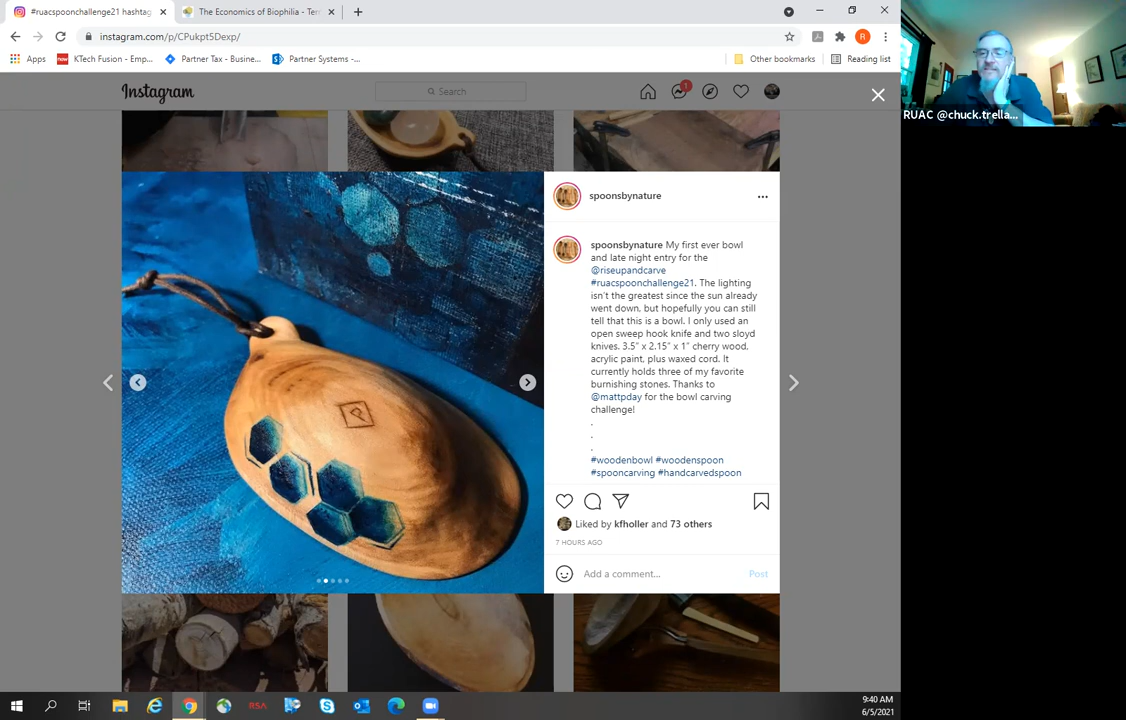 #ruacspoonchallenge21 hashtag
The Economics of Biophilia - Ter
instagram.com/p/CPukpt5Dexp/
Apps
KTech Fusion - Emp...
Partner Tax - Busine...
Partner Systems -...
Other bookmarks
Reading list
Instagram
Search
1
RUAC @chuck.trella...
spoonsbynature
spoonsbynature My first ever bowl
and late night entry for the
@riseupandcarve
#ruacspoonchallenge21. The lighting
isn't the greatest since the sun already
went down, but hopefully you can still
tell that this is a bowl. I only used an
open sweep hook knife and two sloyd
knives. 3.5" x 2.15" x 1" cherry wood,
acrylic paint, plus waxed cord. It
currently holds three of my favorite
burnishing stones. Thanks to
@mattpday for the bowl carving
challenge!
.
.
.
#woodenbowl #woodenspoon
#spooncarving #handcarvedspoon
Liked by kfholler and 73 others
7 HOURS AGO
Add a comment...
Post
RSA
9:40 AM
6/5/2021